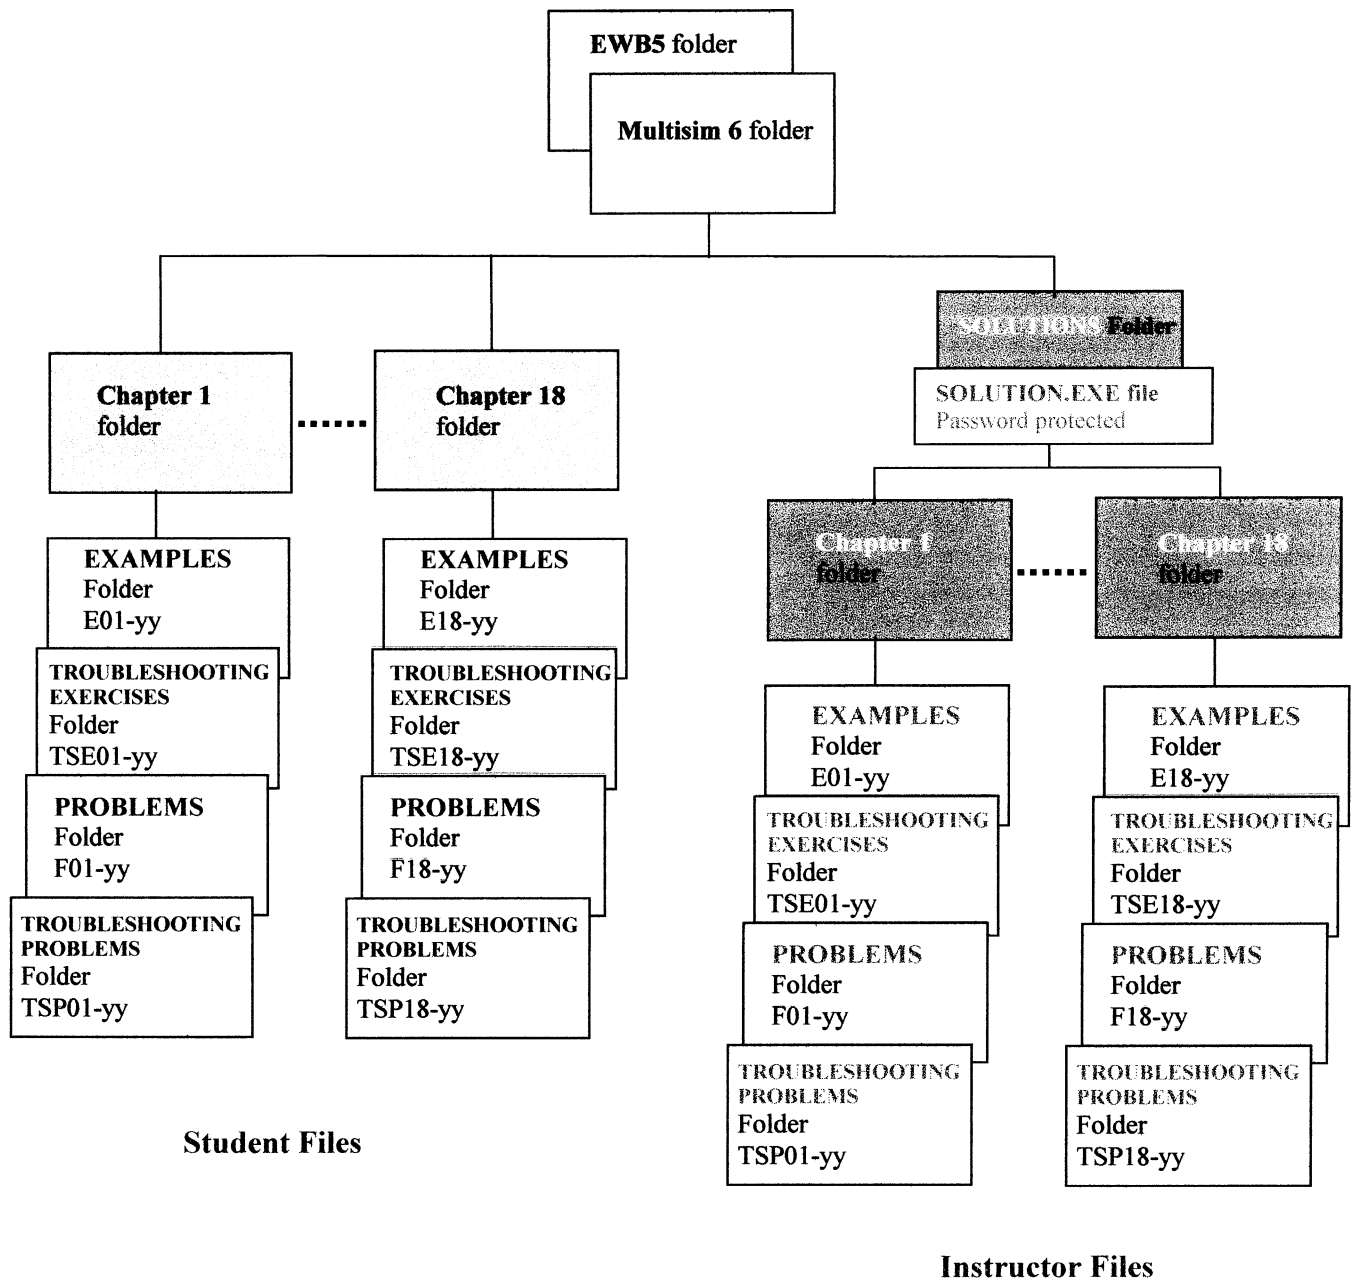 EWB5 folder
Multisim 6 folder
SOLUTIONS Folder
SOLUTION.EXE file
Password protected
Chapter 1
folder
Chapter 18
folder
EXAMPLES
Folder
E01-yy
TROUBLESHOOTING
EXERCISES
Folder
TSE01-yy
PROBLEMS
Folder
F01-yy
TROUBLESHOOTING
PROBLEMS
Folder
TSP01-yy
EXAMPLES
Folder
E18-yy
TROUBLESHOOTING
EXERCISES
Folder
TSE18-yy
PROBLEMS
Folder
F18-yy
TROUBLESHOOTING
PROBLEMS
Folder
TSP18-yy
Student Files
Chapter 1
folder
Chapter 18
folder
EXAMPLES
Folder
E01-yy
TROUBLESHOOTING
EXERCISES
Folder
TSE01-yy
PROBLEMS
Folder
F01-yy
TROUBLESHOOTING
PROBLEMS
Folder
TSP01-yy
EXAMPLES
Folder
E18-yy
TROUBLESHOOTING
EXERCISES
Folder
TSE18-yy
PROBLEMS
Folder
F18-yy
TROUBLESHOOTING
PROBLEMS
Folder
TSP18-yy
Instructor Files